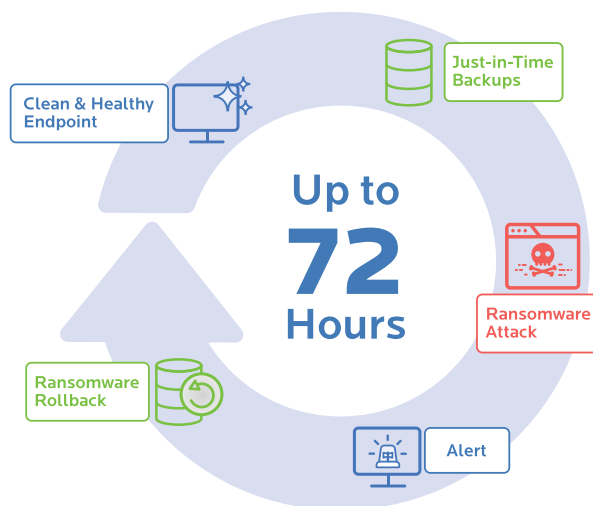 Just-in-Time
Backups
Clean & Healthy
Endpoint
Up to
72
Hours
Ransomware
Attack
Ransomware
Rollback
Alert